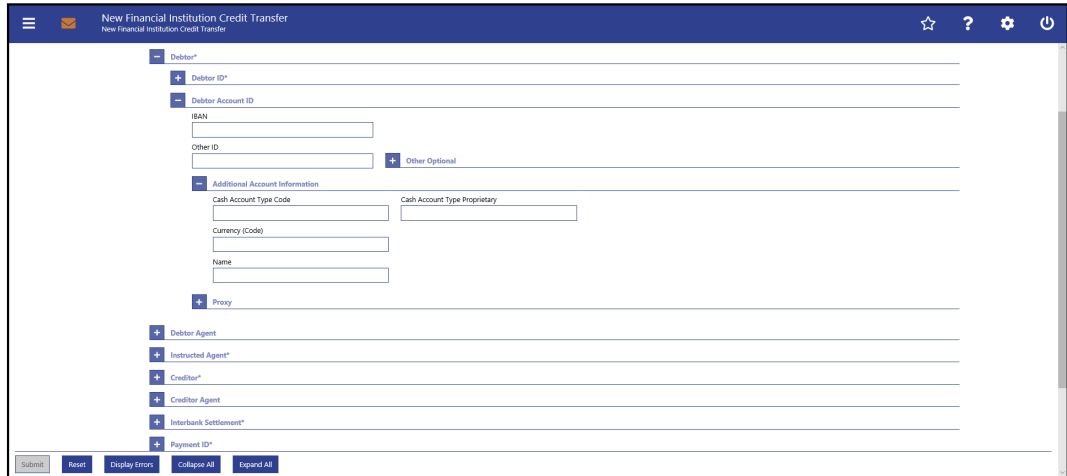 New Financial Institution Credit Transfer
New Financial Institution Credit Transfer
?
− Debtor*
+ Debtor ID*
− Debtor Account ID
IBAN
Other ID
+ Other Optional
− Additional Account Information
Cash Account Type Code Cash Account Type Proprietary
Currency (Code)
Name
+ Proxy
+ Debtor Agent
+ Instructed Agent*
+ Creditor*
+ Creditor Agent
+ Interbank Settlement*
+ Payment ID*
Submit Reset Display Errors Collapse All Expand All